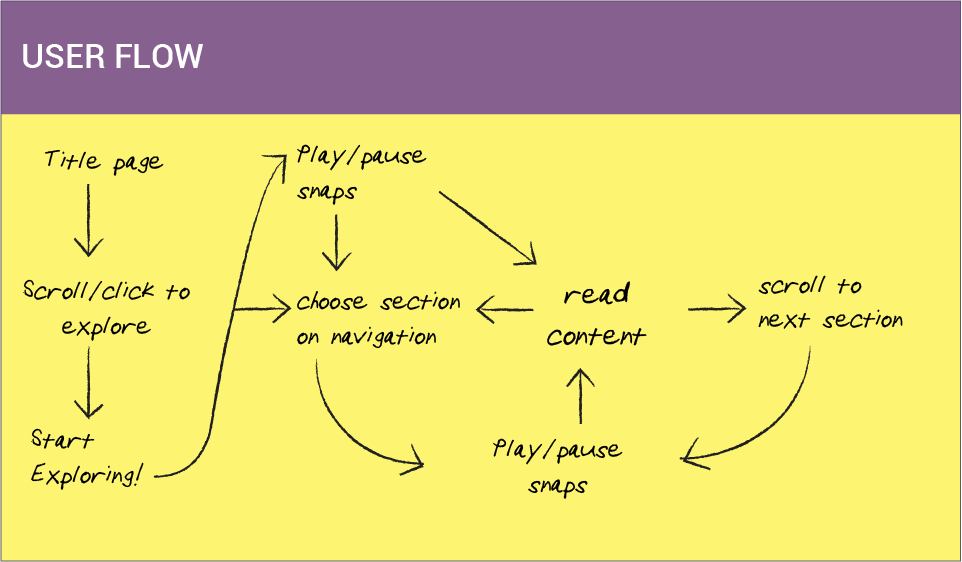 USER FLOW
Title page
Scroll/click to
explore
Start
Exploring!
Play/pause
snaps
choose section
on navigation
read
content
scroll to
next section
Play/pause
snaps